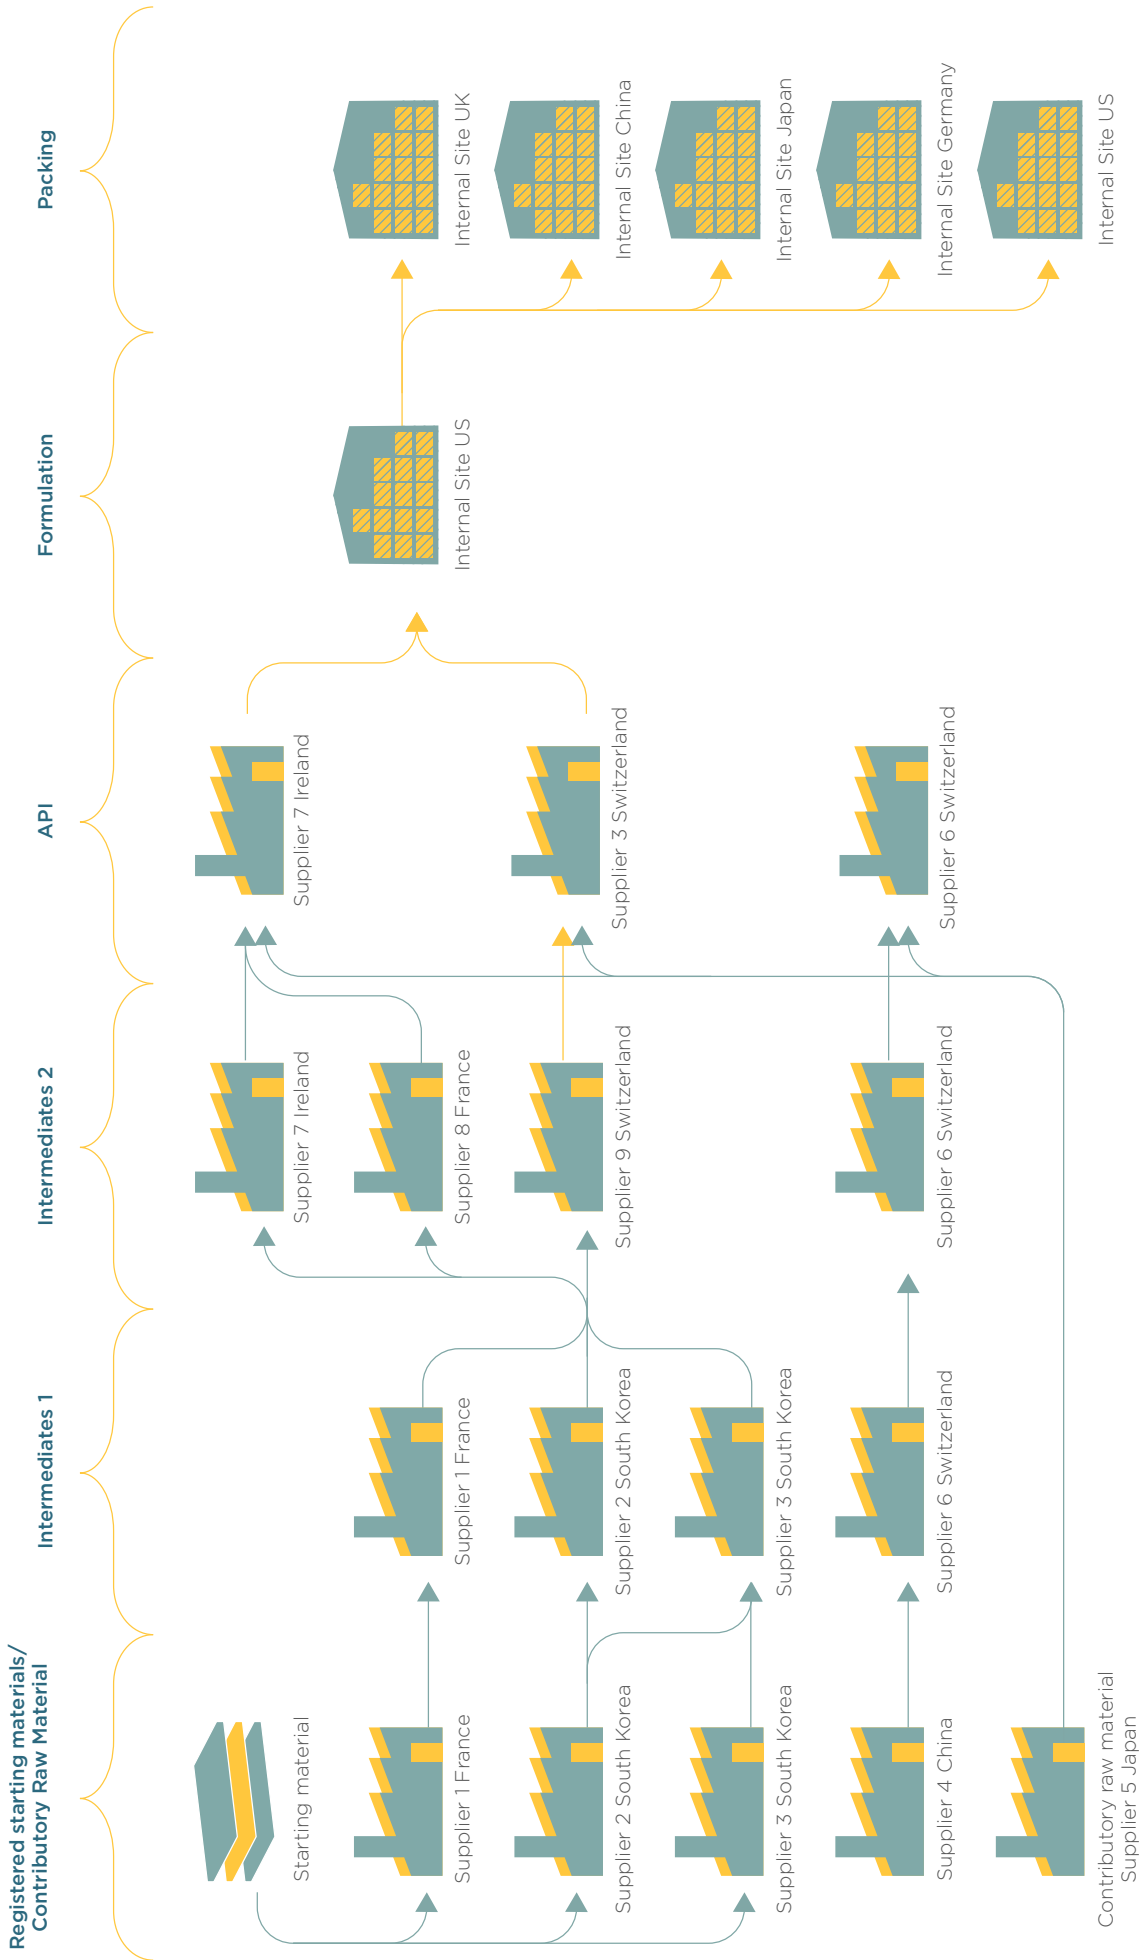 Registered starting materials/
Contributory Raw Material
Intermediates 1
Intermediates 2
API
Formulation
Packing
Starting material
Supplier 1 France
Supplier 2 South Korea
Supplier 3 South Korea
Supplier 4 China
Contributory raw material
Supplier 5 Japan
Supplier 1 France
Supplier 2 South Korea
Supplier 3 South Korea
Supplier 6 Switzerland
Supplier 7 Ireland
Supplier 8 France
Supplier 9 Switzerland
Supplier 6 Switzerland
Supplier 7 Ireland
Supplier 3 Switzerland
Supplier 6 Switzerland
Internal Site US
Internal Site UK
Internal Site China
Internal Site Japan
Internal Site Germany
Internal Site US